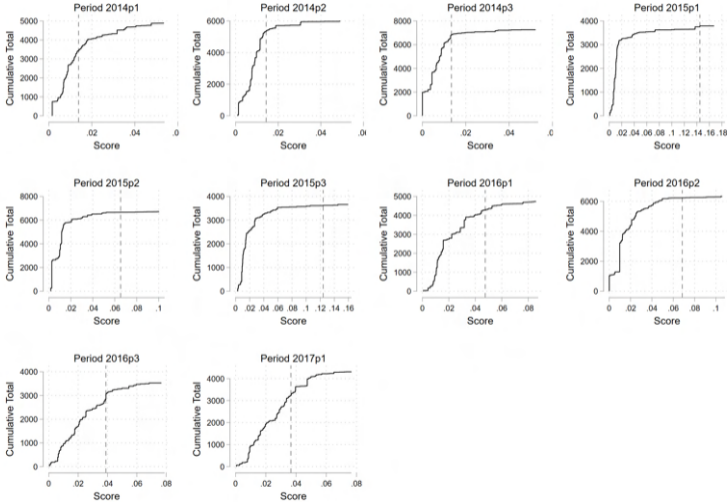 Period 2014p1
Cumulative Total
5000
4000
3000
2000
1000
0
0 .02 .04 .0
Score
Period 2014p2
Cumulative Total
6000
4000
2000
0
0 .02 .04 .0
Score
Period 2014p3
Cumulative Total
8000
6000
4000
2000
0
0 .02 .04
Score
Period 2015p1
Cumulative Total
5000
4000
3000
2000
1000
0
0 .02 .04 .06 .08 .1 .12 .14 .16 .18
Score
Period 2015p2
Cumulative Total
8000
6000
4000
2000
0
0 .02 .04 .06 .08 .1
Score
Period 2015p3
Cumulative Total
4000
3000
2000
1000
0
0 .02 .04 .06 .08 .1 .12 .14 .16
Score
Period 2016p1
Cumulative Total
5000
4000
3000
2000
1000
0
0 .02 .04 .06 .08
Score
Period 2016p2
Cumulative Total
6000
4000
2000
0
0 .02 .04 .06 .08 .1
Score
Period 2016p3
Cumulative Total
4000
3000
2000
1000
0
0 .02 .04 .06 .08
Score
Period 2017p1
Cumulative Total
4000
3000
2000
1000
0
0 .02 .04 .06 .08
Score